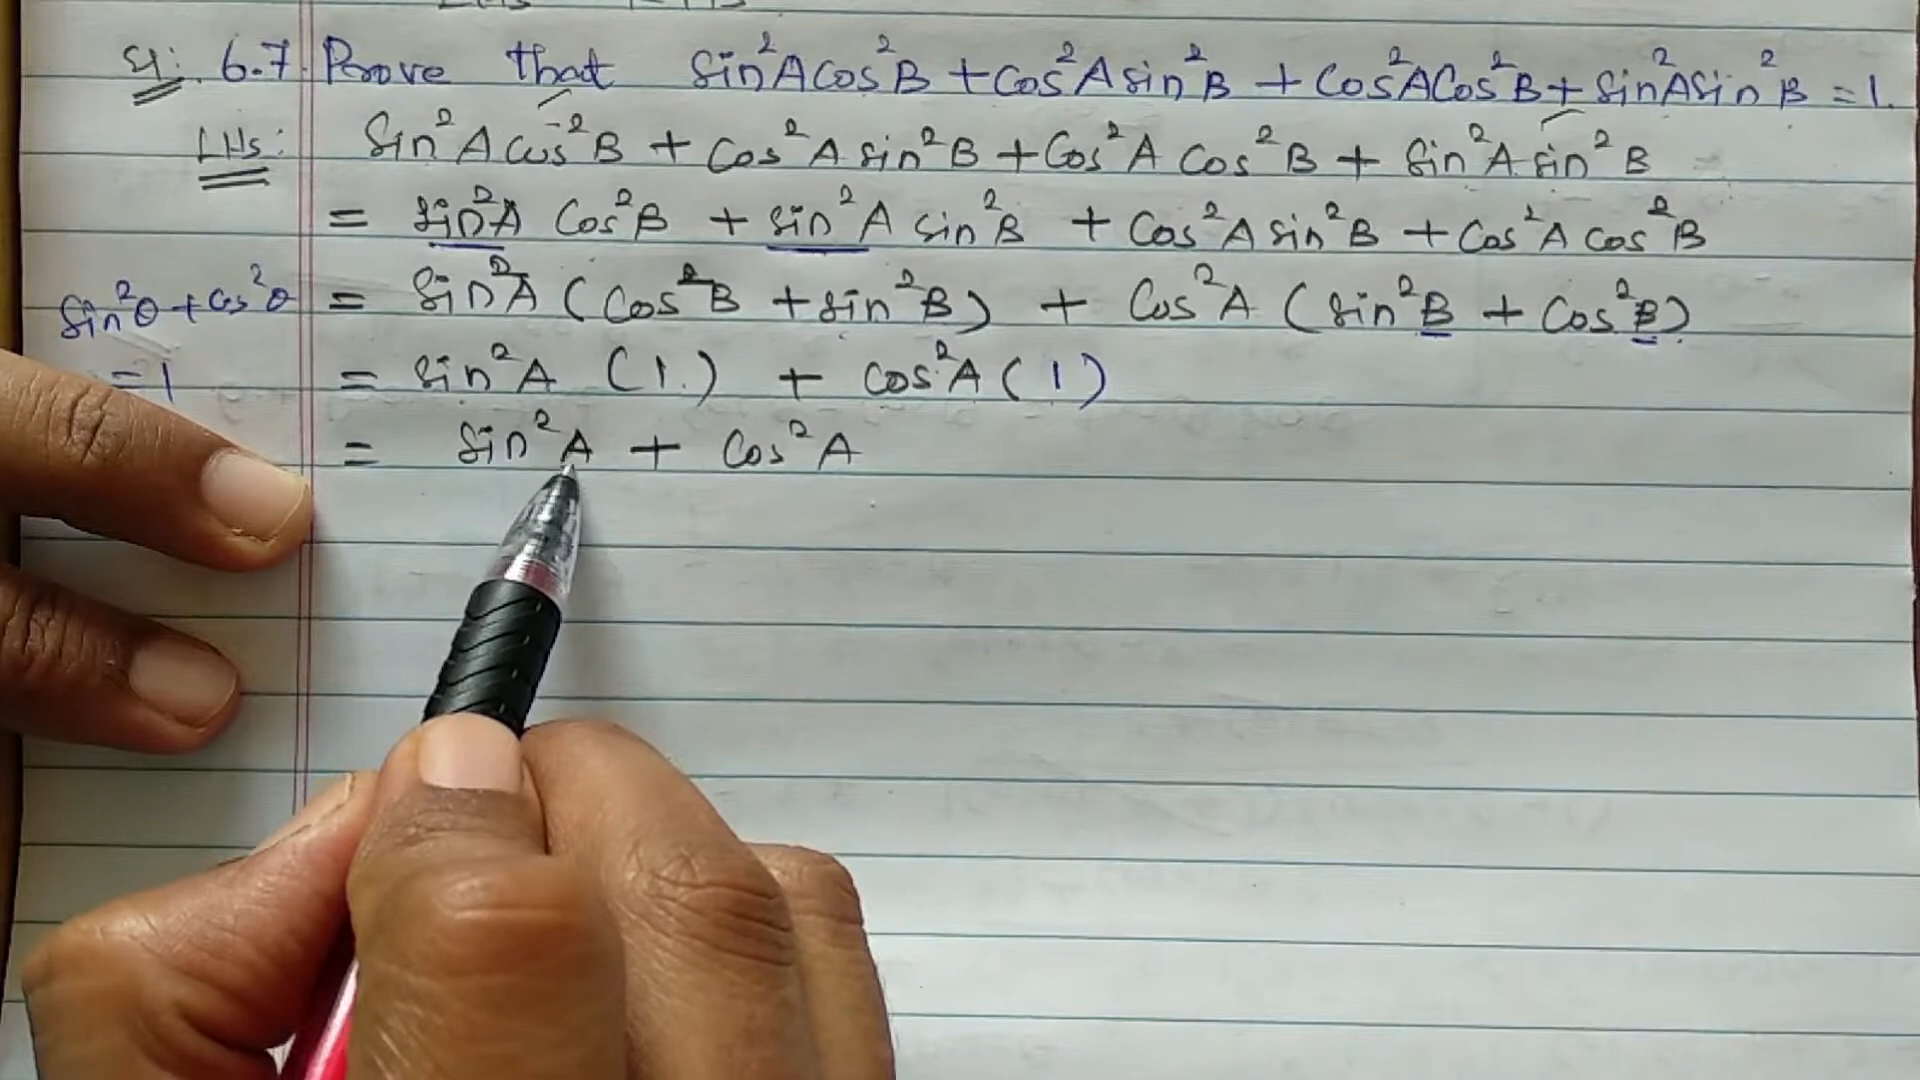 6.7 Prove that Sin²A Cos²B + Cos²A sin²B + Cos²A Cos²B + Sin²A Sin²B = 1.
LHS: Sin²A cos²B + Cos²A sin²B + Cos²A Cos²B + Sin²A sin²B
= sin²A Cos²B + sin²A sin²B + Cos²A sin²B + Cos²A cos²B
Sin²θ + cos²θ = Sin²A (Cos²B + sin²B) + Cos²A (sin²B + Cos²B)
= 1 = sin²A (1.) + cos²A (1)
= Sin²A + Cos²A